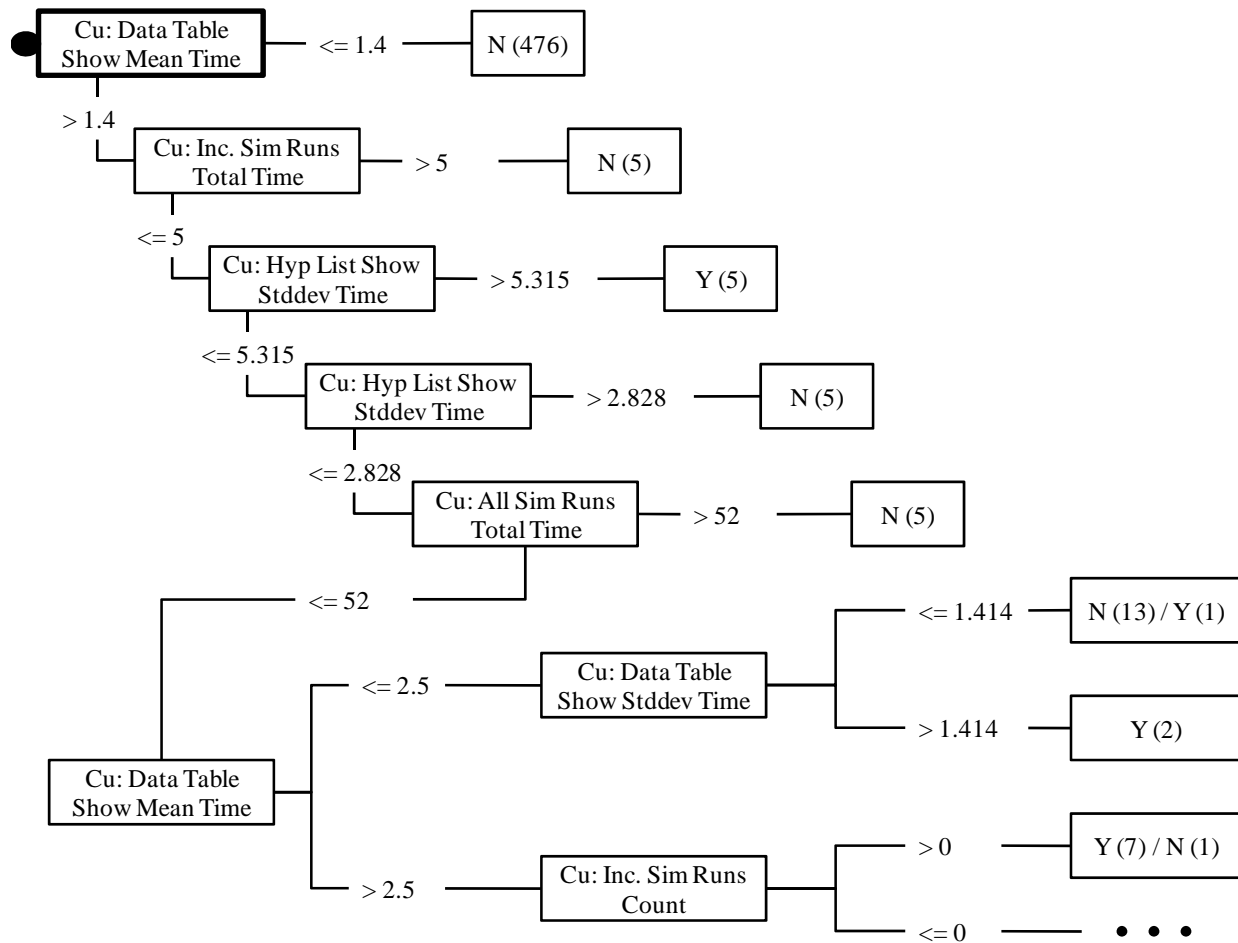 Cu: Data Table
Show Mean Time
<= 1.4
N (476)
> 1.4
Cu: Inc. Sim Runs
Total Time
> 5
N (5)
<= 5
Cu: Hyp List Show
Stddev Time
> 5.315
Y (5)
<= 5.315
Cu: Hyp List Show
Stddev Time
> 2.828
N (5)
<= 2.828
Cu: All Sim Runs
Total Time
> 52
N (5)
<= 52
Cu: Data Table
Show Mean Time
<= 2.5
Cu: Data Table
Show Stddev Time
<= 1.414
N (13) / Y (1)
> 1.414
Y (2)
> 2.5
Cu: Inc. Sim Runs
Count
> 0
Y (7) / N (1)
<= 0
• • •